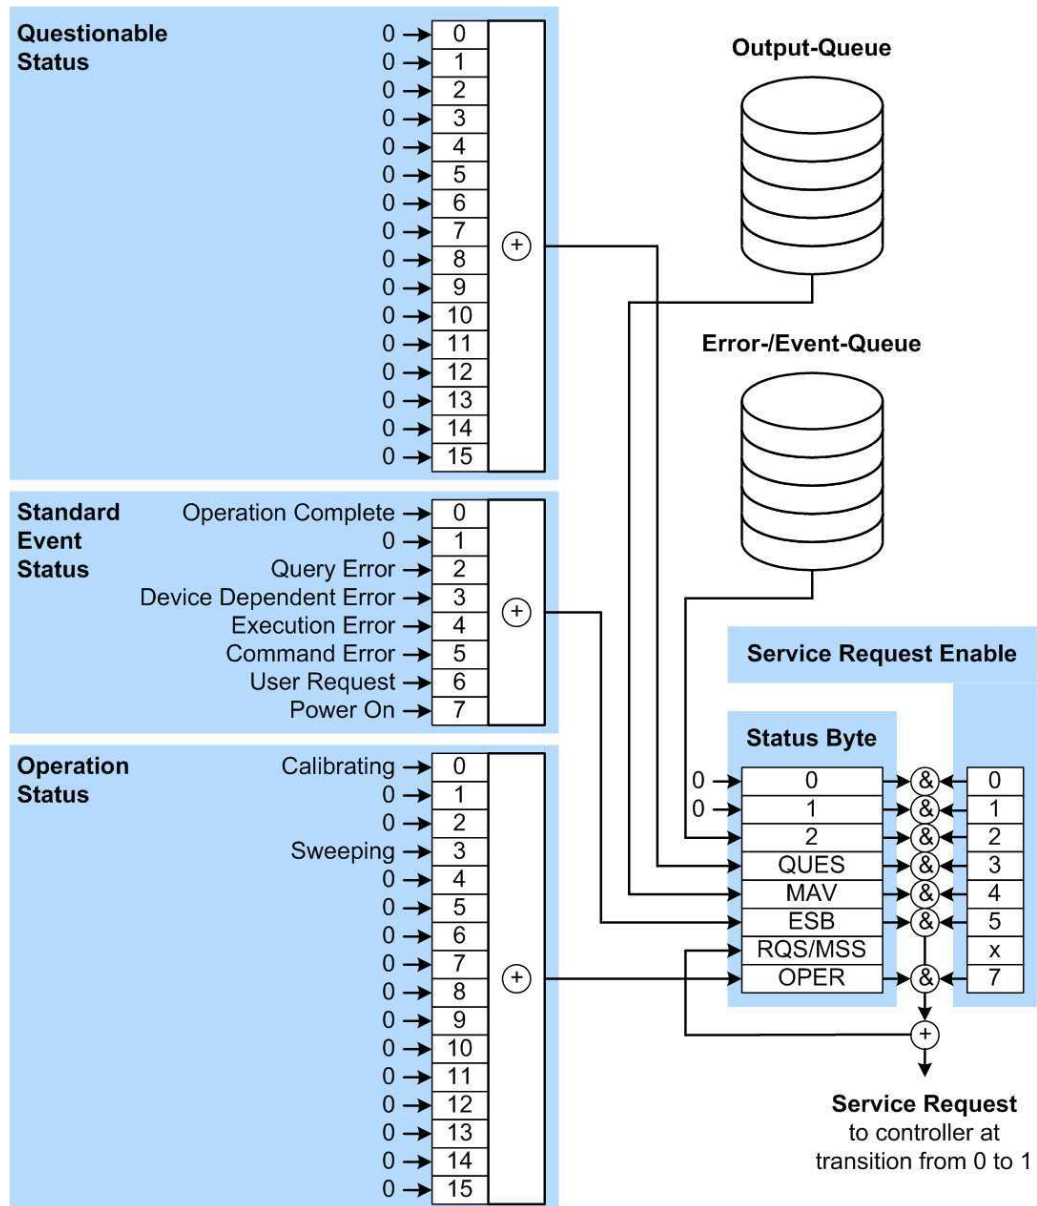 Questionable
Status
0 0
0 1
0 2
0 3
0 4
0 5
0 6
0 7
0 8
0 9
0 10
0 11
0 12
0 13
0 14
0 15
+
Output-Queue
Error-/Event-Queue
Standard
Event
Status
Operation Complete 0
0 1
Query Error 2
Device Dependent Error 3
Execution Error 4
Command Error 5
User Request 6
Power On 7
+
Operation
Status
Calibrating 0
0 1
0 2
Sweeping 3
0 4
0 5
0 6
0 7
0 8
0 9
0 10
0 11
0 12
0 13
0 14
0 15
+
Service Request Enable
Status Byte
0 0 & 0
0 1 & 1
2 & 2
QUES & 3
MAV & 4
ESB & 5
RQS/MSS x
OPER & 7
+
Service Request
to controller at
transition from 0 to 1